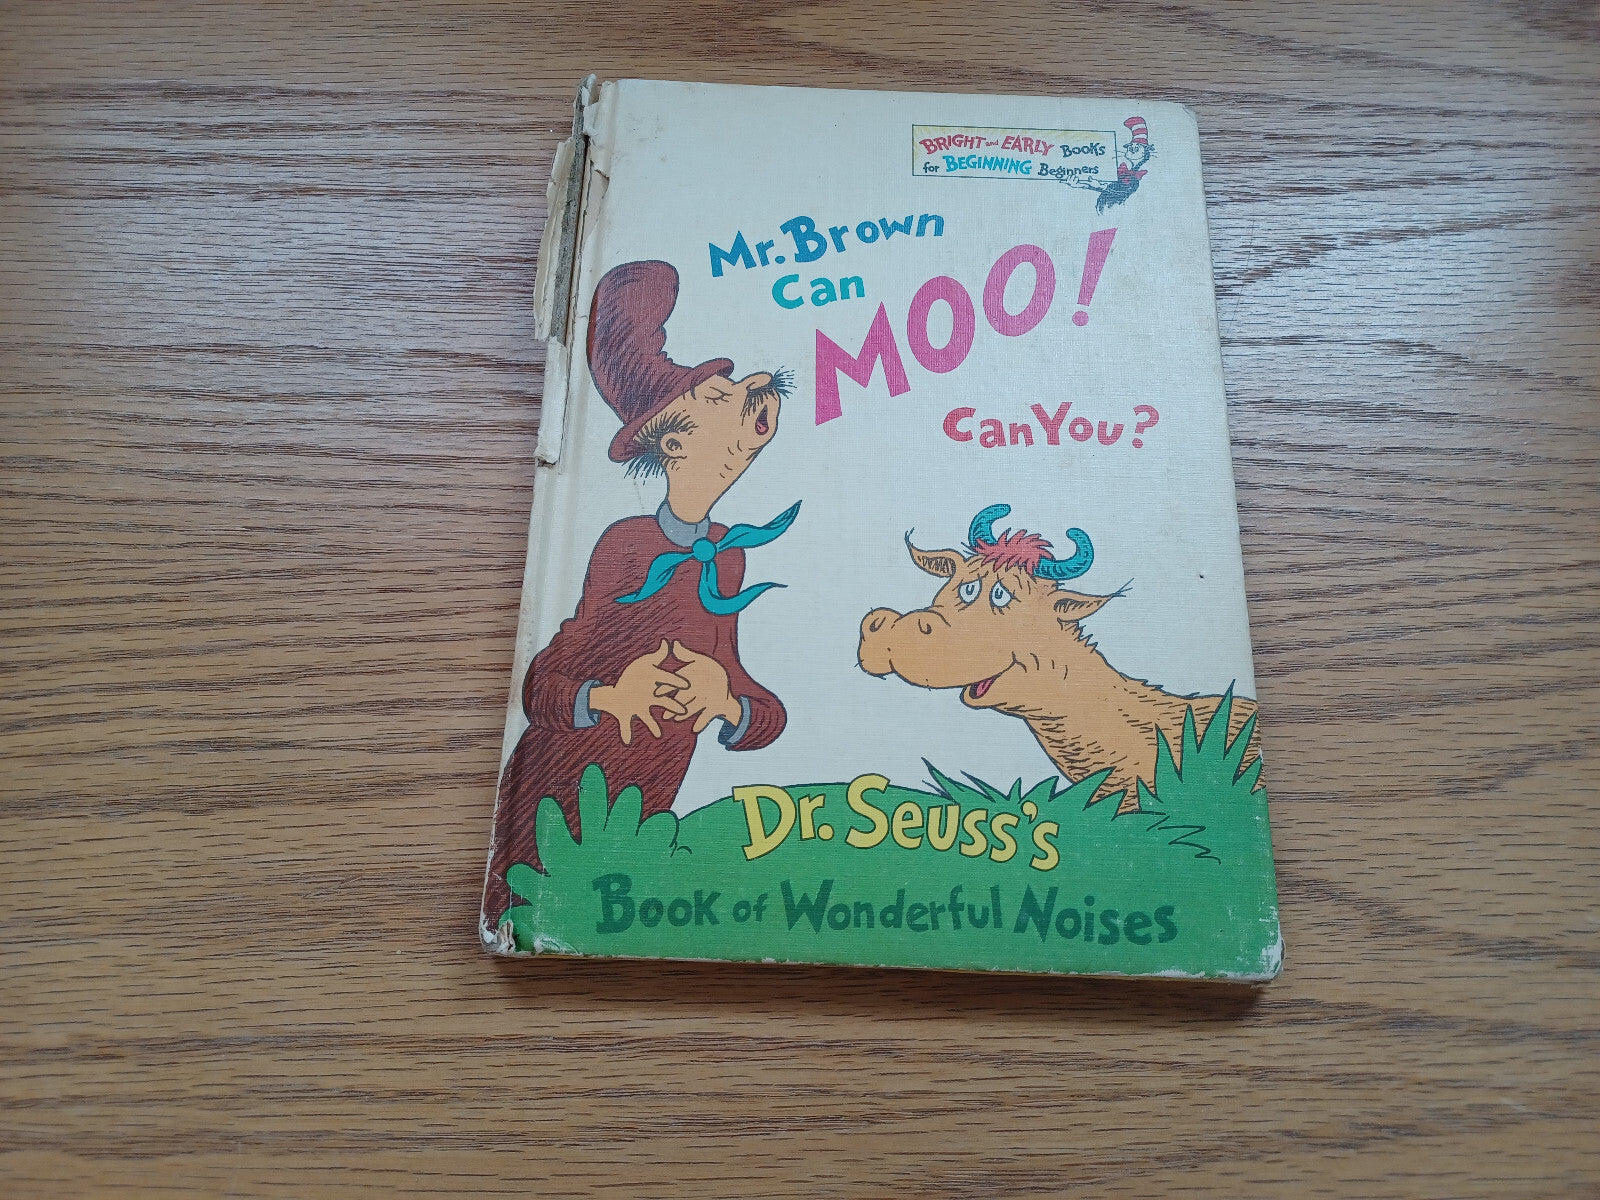 BRIGHT and EARLY Books
for BEGINNING Beginners
Mr. Brown
Can
MOO!
Can You?
Dr. Seuss's
Book of Wonderful Noises